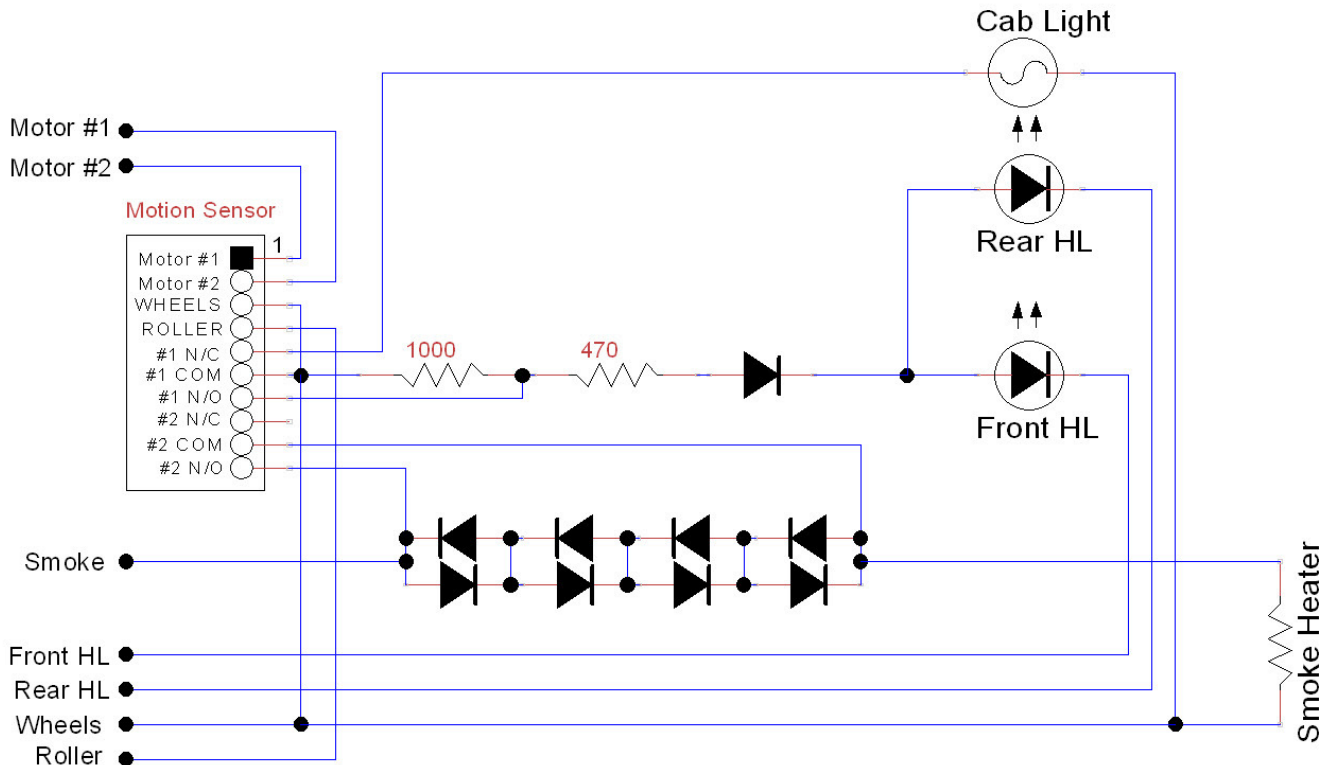 Cab Light
Motor #1
Motor #2
Motion Sensor
1
Motor #1
Motor #2
WHEELS
ROLLER
#1 N/C
#1 COM
#1 N/O
#2 N/C
#2 COM
#2 N/O
1000
470
Rear HL
Front HL
Smoke
Smoke Heater
Front HL
Rear HL
Wheels
Roller